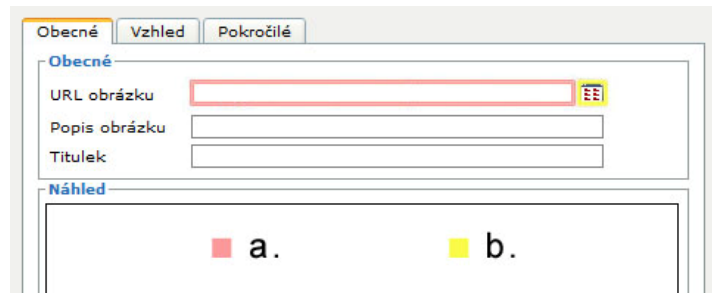 Obecné Vzhled Pokročilé
Obecné
URL obrázku
Popis obrázku
Titulek
Náhled
a. b.